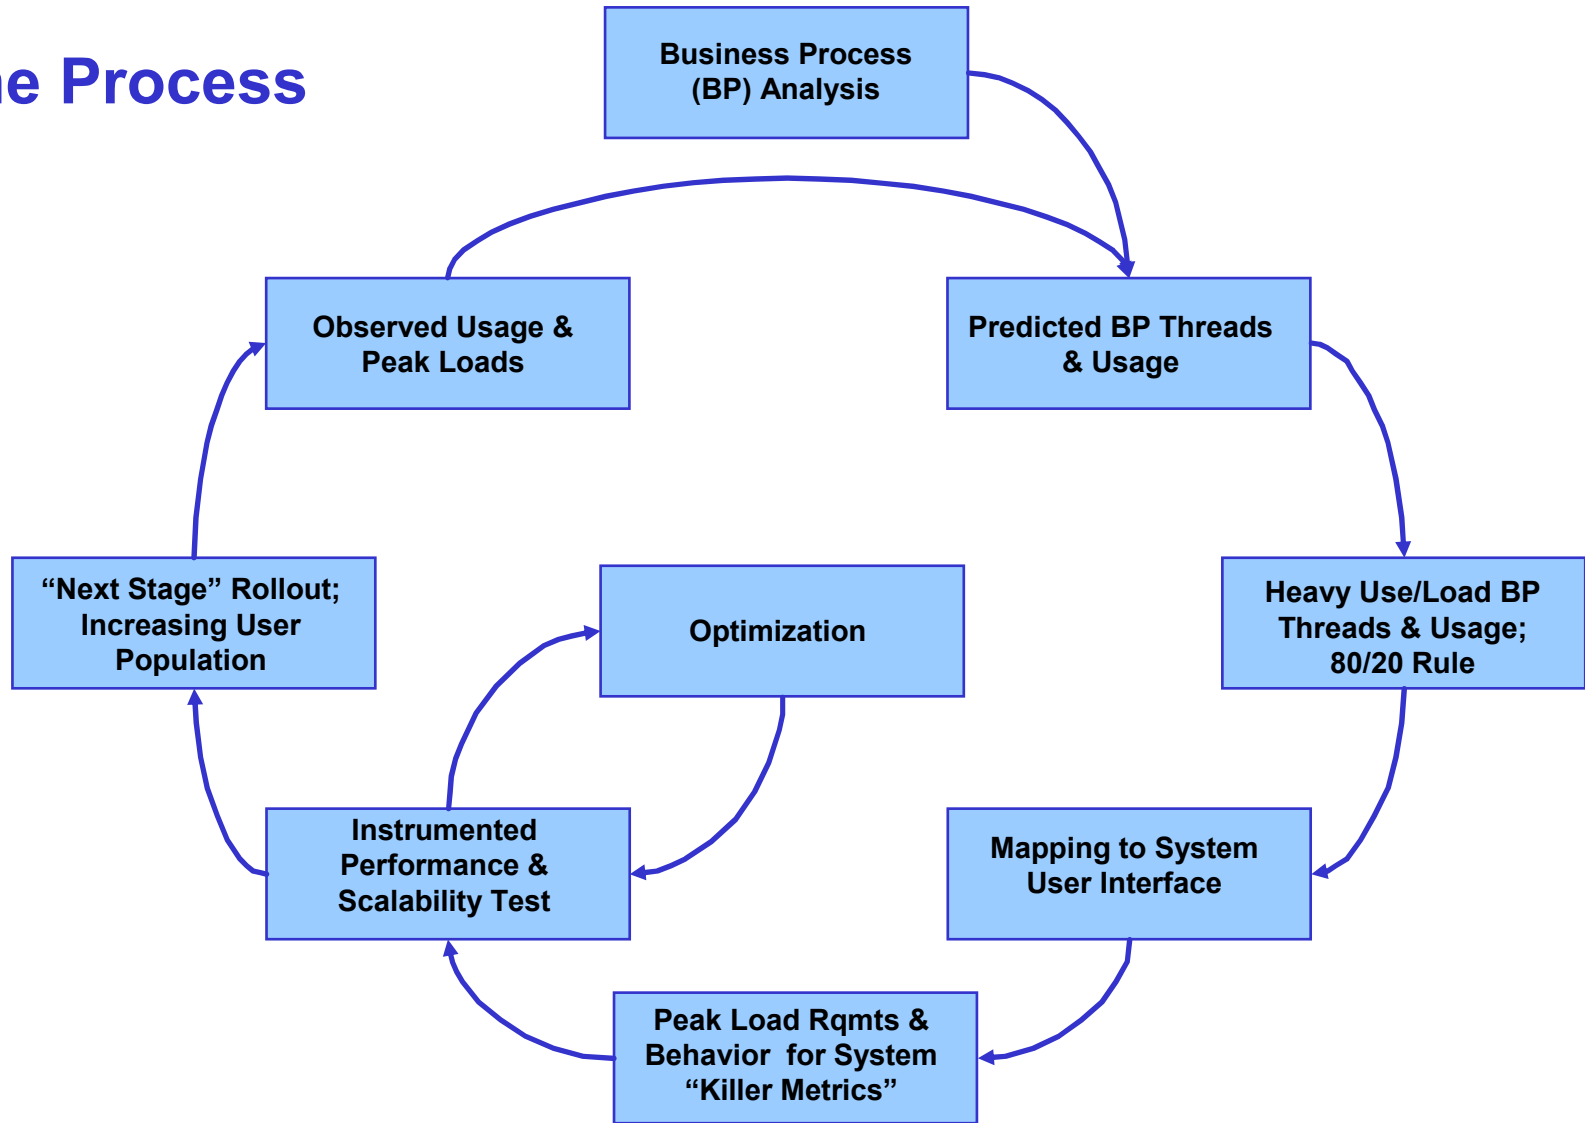 ne Process
Business Process
(BP) Analysis
Observed Usage &
Peak Loads
Predicted BP Threads
& Usage
“Next Stage” Rollout;
Increasing User
Population
Optimization
Heavy Use/Load BP
Threads & Usage;
80/20 Rule
Instrumented
Performance &
Scalability Test
Mapping to System
User Interface
Peak Load Rqmts &
Behavior for System
“Killer Metrics”